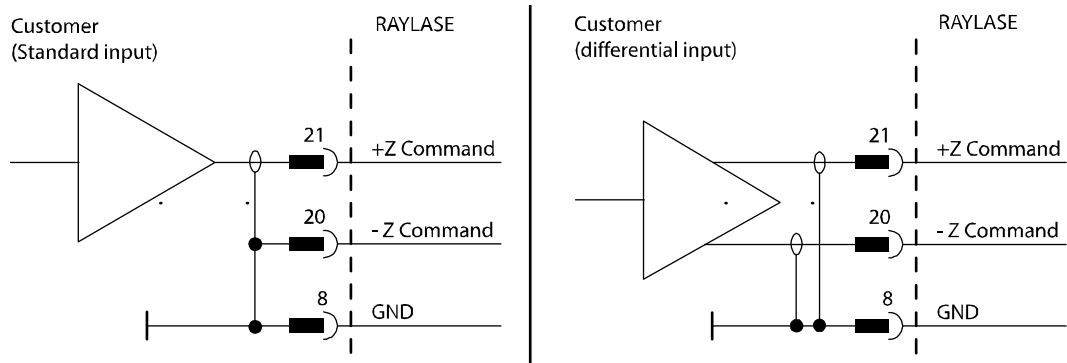 Customer
(Standard input)
RAYLASE
21
+Z Command
20
- Z Command
8
GND
Customer
(differential input)
RAYLASE
21
+Z Command
20
- Z Command
8
GND